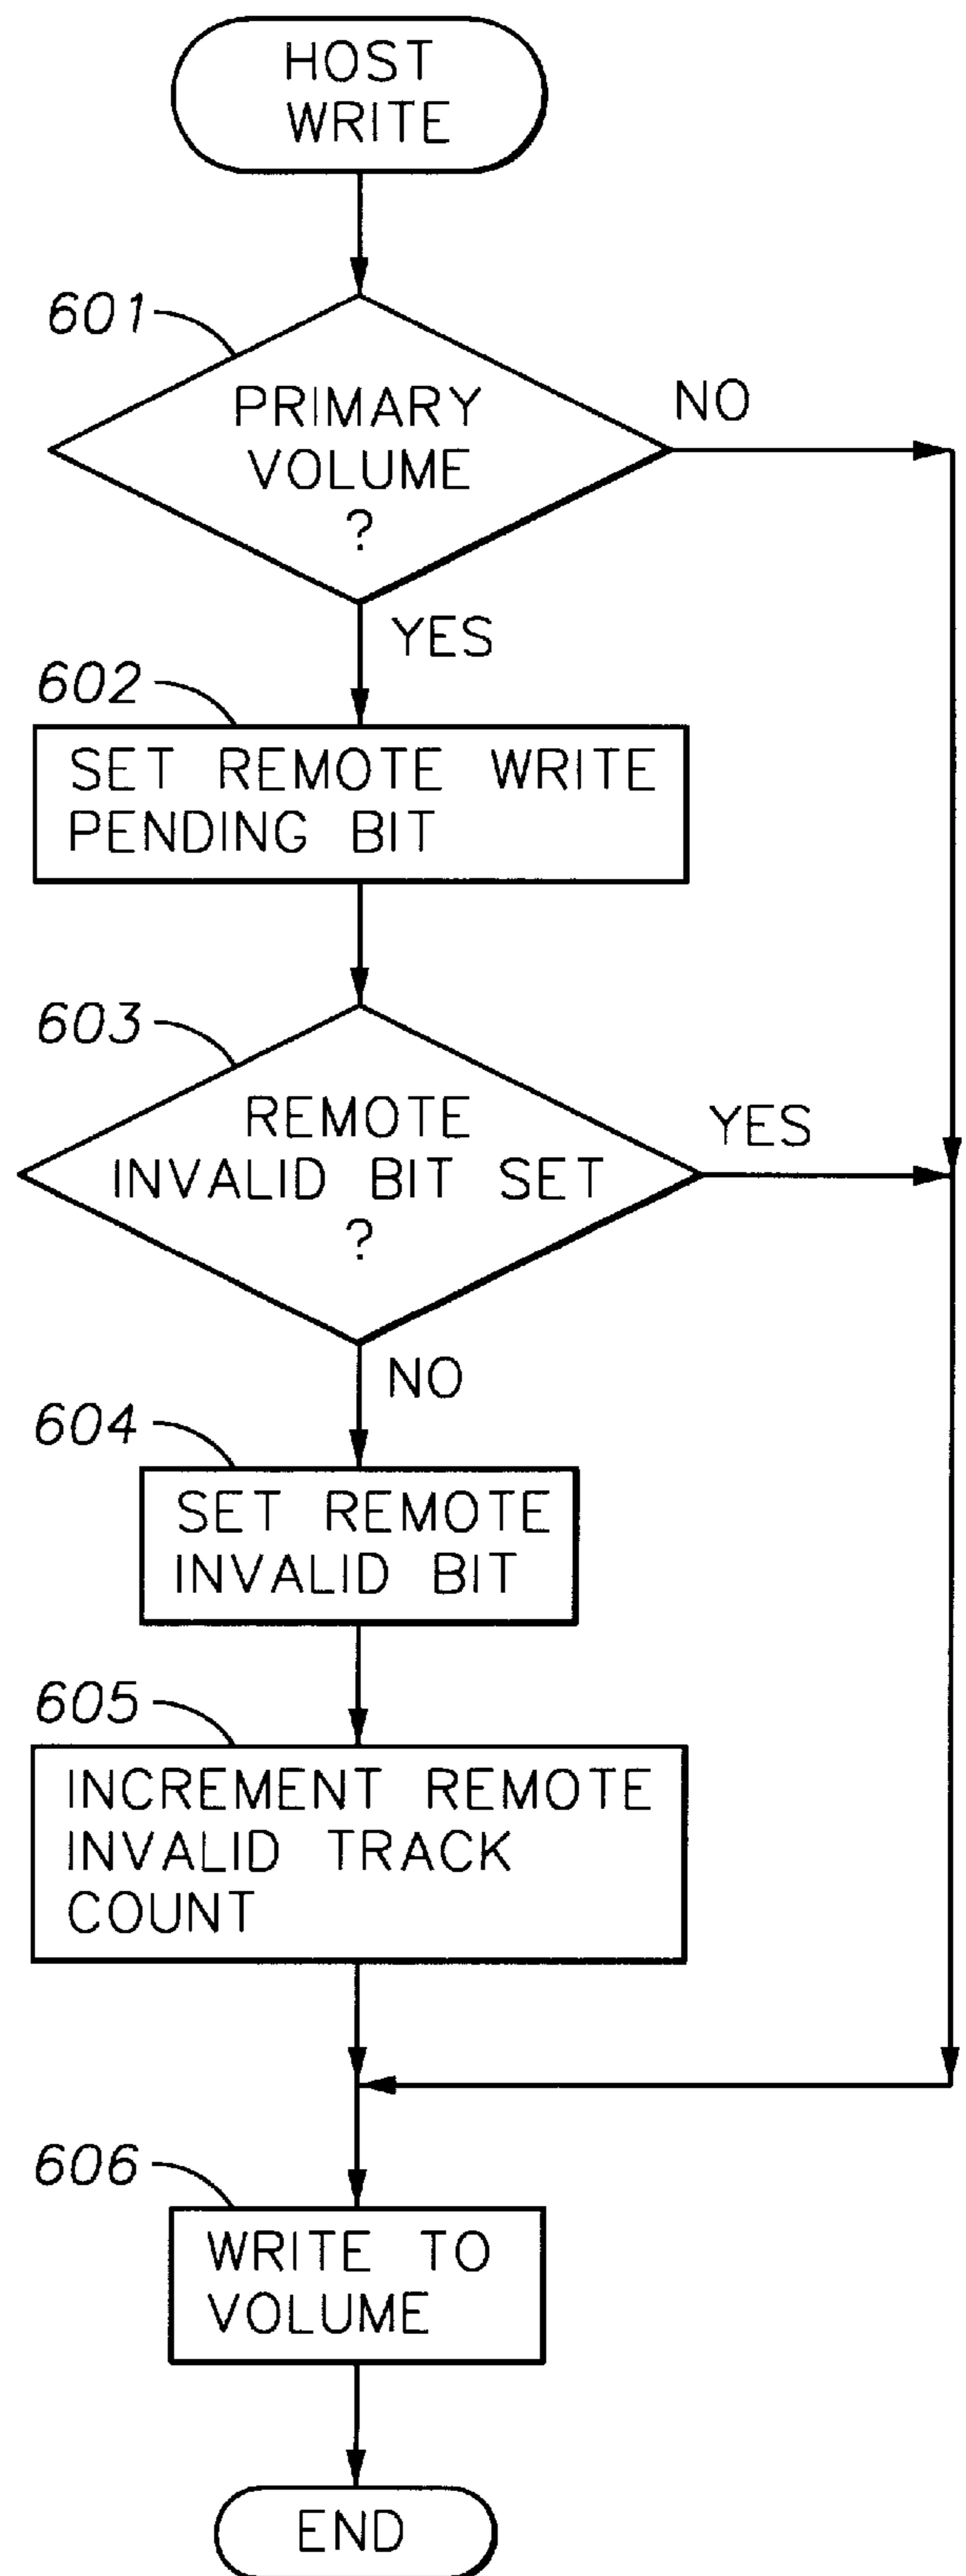 HOST
WRITE
601
PRIMARY
VOLUME
?
NO
YES
602
SET REMOTE WRITE
PENDING BIT
603
REMOTE
INVALID BIT SET
?
YES
NO
604
SET REMOTE
INVALID BIT
605
INCREMENT REMOTE
INVALID TRACK
COUNT
606
WRITE TO
VOLUME
END